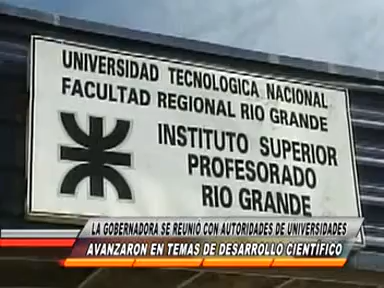 UNIVERSIDAD TECNOLOGICA NACIONAL
FACULTAD REGIONAL RIO GRANDE
INSTITUTO SUPERIOR
PROFESORADO
RIO GRANDE
LA GOBERNADORA SE REUNIÓ CON AUTORIDADES DE UNIVERSIDADES
AVANZARON EN TEMAS DE DESARROLLO CIENTÍFICO